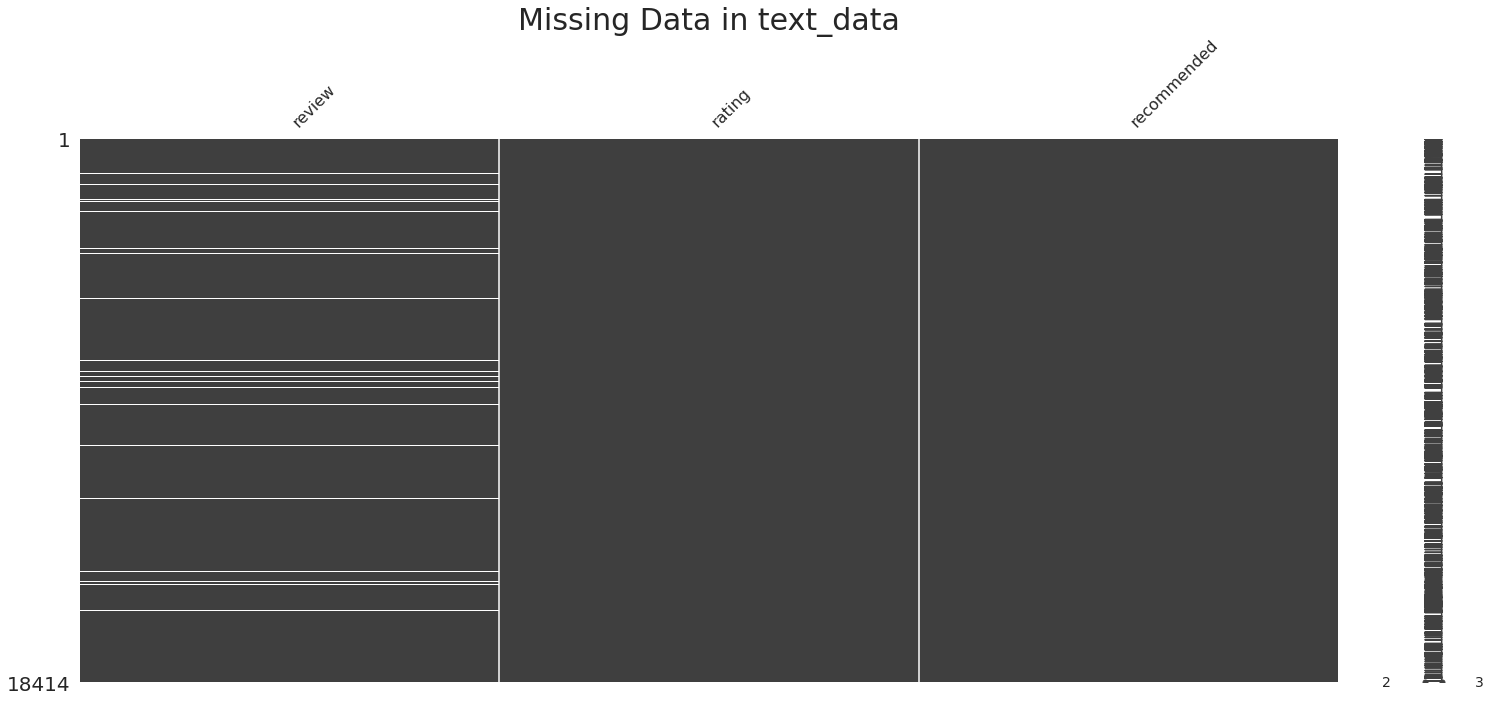 Missing Data in text_data
review
rating
recommended
1
18414
2
3